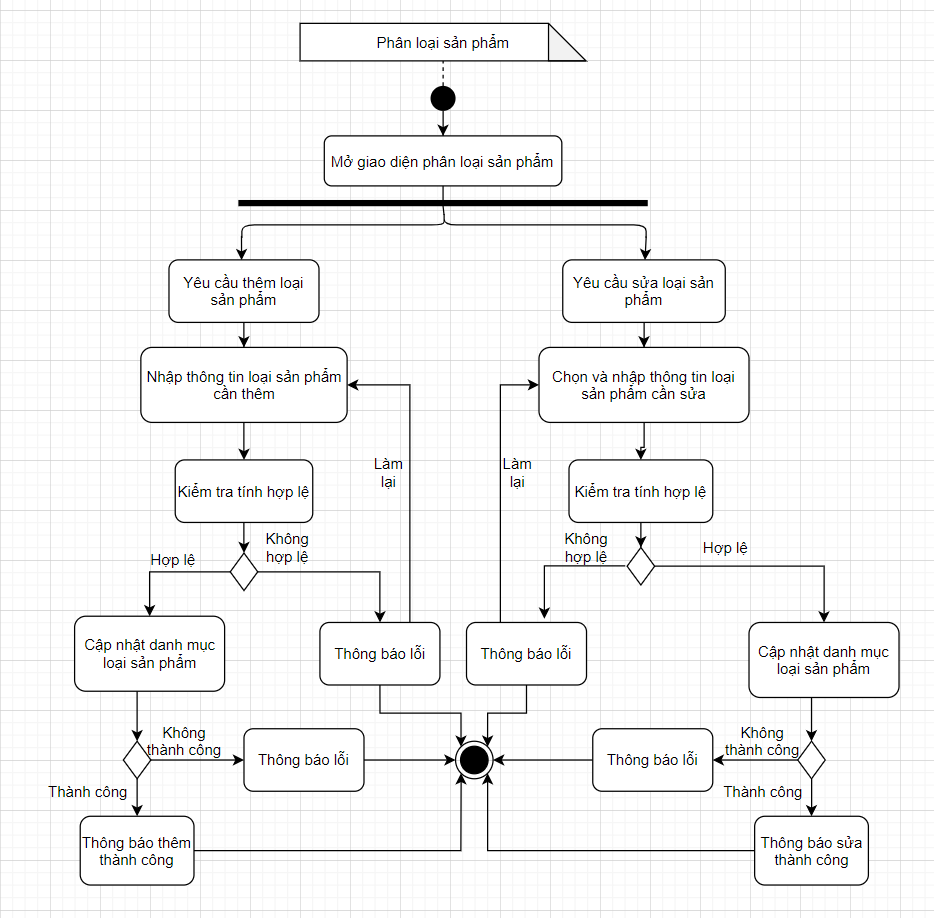 Phân loại sản phẩm
Mở giao diện phân loại sản phẩm
Yêu cầu thêm loại
sản phẩm
Yêu cầu sửa loại sản
phẩm
Nhập thông tin loại sản phẩm
cần thêm
Chọn và nhập thông tin loại
sản phẩm cần sửa
Làm
lại
Làm
lại
Kiểm tra tính hợp lệ
Kiểm tra tính hợp lệ
Hợp lệ
Không
hợp lệ
Không
hợp lệ
Hợp lệ
Cập nhật danh mục
loại sản phẩm
Thông báo lỗi
Thông báo lỗi
Cập nhật danh mục
loại sản phẩm
Không
thành công
Thông báo lỗi
Thông báo lỗi
Không
thành công
Thành công
Thành công
Thông báo thêm
thành công
Thông báo sửa
thành công